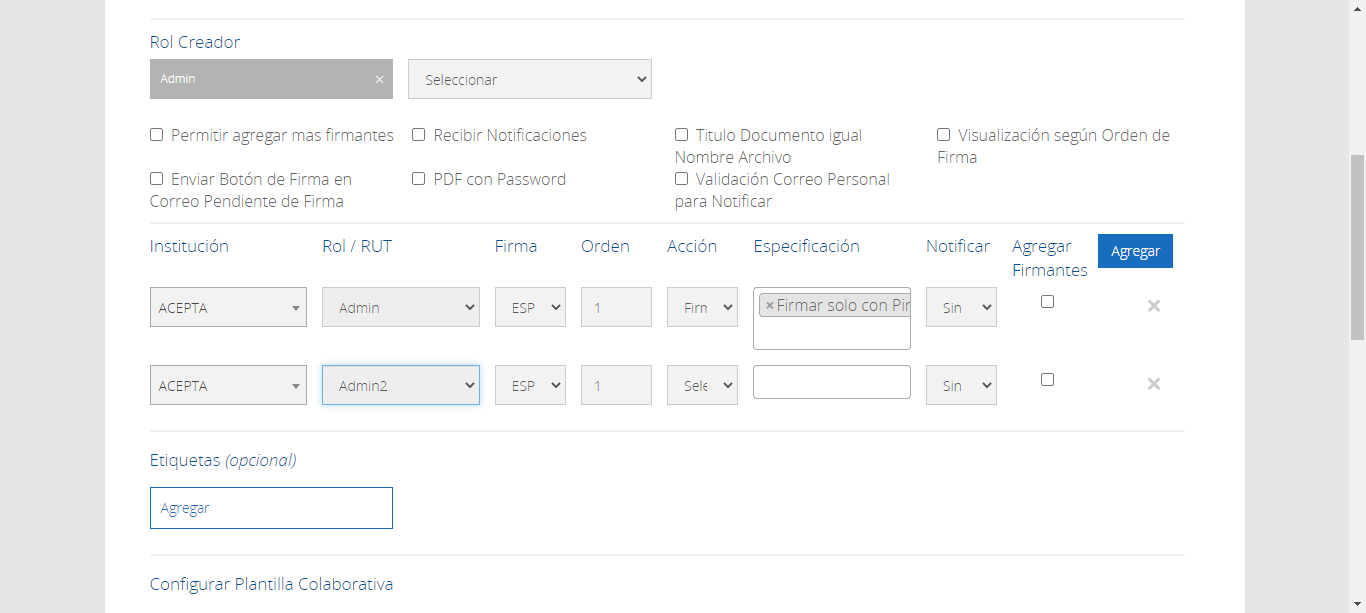 Rol Creador
Admin × Seleccionar
Permitir agregar mas firmantes Recibir Notificaciones Titulo Documento igual Visualización según Orden de
Nombre Archivo Firma
Enviar Botón de Firma en PDF con Password Validación Correo Personal
Correo Pendiente de Firma para Notificar
Institución Rol / RUT Firma Orden Acción Especificación Notificar Agregar Agregar
Firmantes
ACEPTA Admin ESP 1 Firm × Firmar solo con Pin Sin ×
ACEPTA Admin2 ESP 1 Sele Sin ×
Etiquetas (opcional)
Agregar
Configurar Plantilla Colaborativa